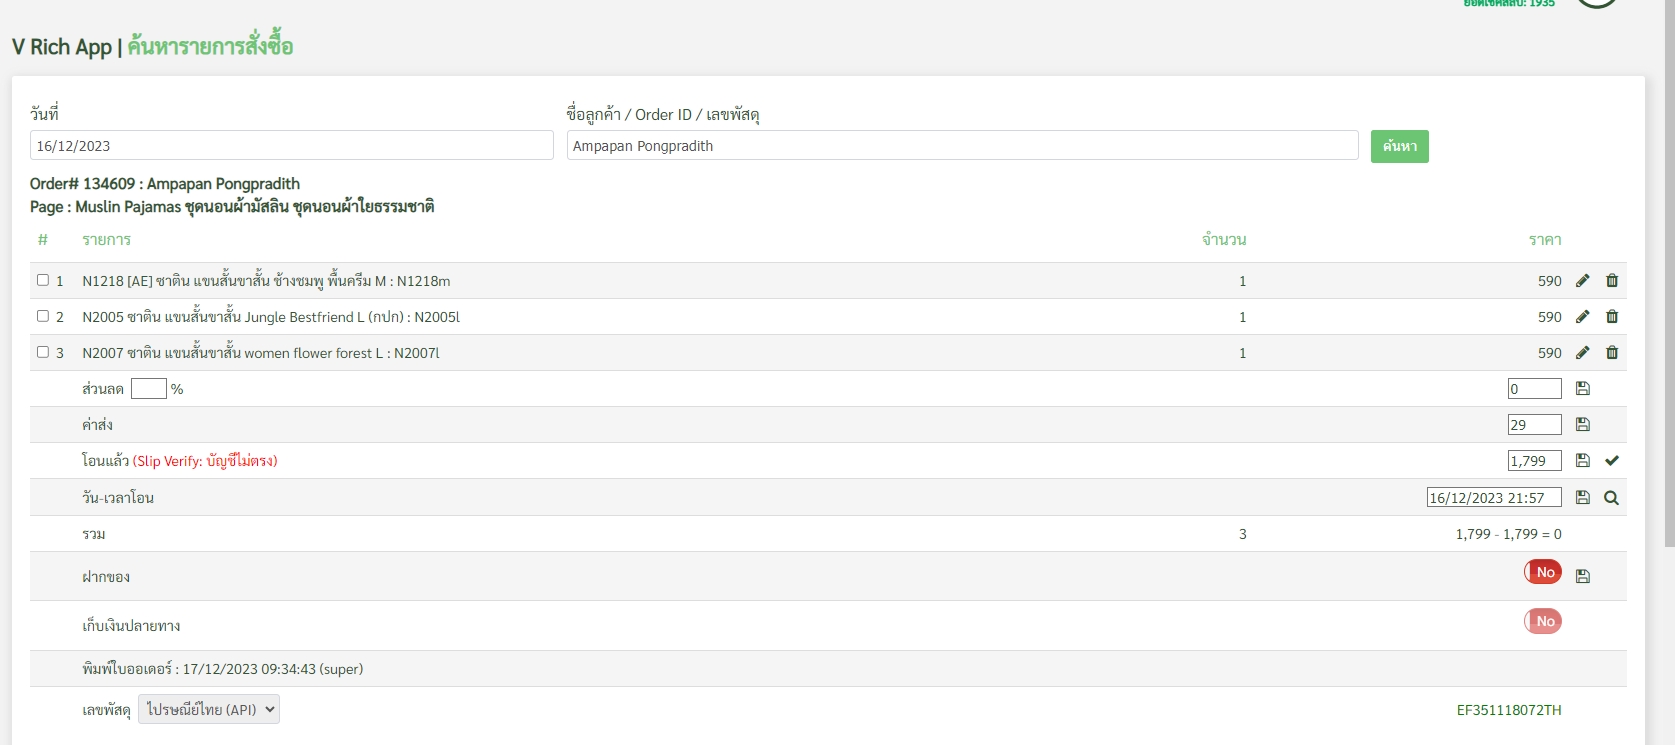 ยอดเช็คสลิป: 1935
V Rich App | ค้นหารายการสั่งซื้อ
วันที่
ชื่อลูกค้า / Order ID / เลขพัสดุ
16/12/2023
Ampapan Pongpradith
ค้นหา
Order# 134609 : Ampapan Pongpradith
Page : Muslin Pajamas ชุดนอนผ้ามัสลิน ชุดนอนผ้าใยธรรมชาติ
# รายการ จำนวน ราคา
1 N1218 [AE] ซาติน แขนสั้นขาสั้น ช้างชมพู พื้นครีม M : N1218m 1 590
2 N2005 ซาติน แขนสั้นขาสั้น Jungle Bestfriend L (กปก) : N2005l 1 590
3 N2007 ซาติน แขนสั้นขาสั้น women flower forest L : N2007l 1 590
ส่วนลด % 0
ค่าส่ง 29
โอนแล้ว (Slip Verify: บัญชีไม่ตรง) 1,799
วัน-เวลาโอน 16/12/2023 21:57
รวม 3 1,799 - 1,799 = 0
ฝากของ No
เก็บเงินปลายทาง No
พิมพ์ใบออเดอร์ : 17/12/2023 09:34:43 (super)
เลขพัสดุ ไปรษณีย์ไทย (API) EF351118072TH